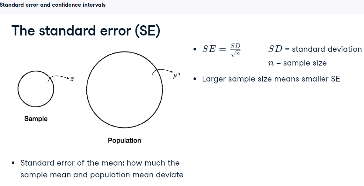 Standard error and confidence intervals
The standard error (SE)
• SE = SD/√n
SD = standard deviation
n = sample size
• Larger sample size means smaller SE
Sample
Population
• Standard error of the mean: how much the
sample mean and population mean deviate